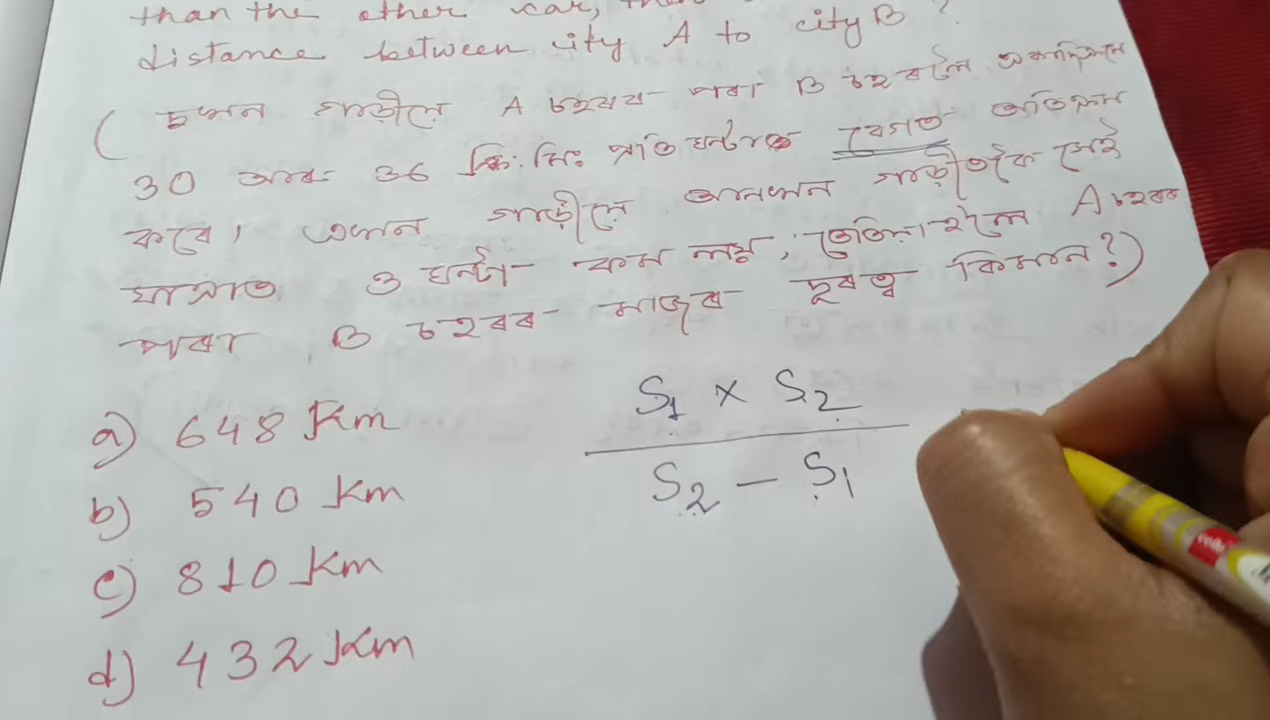 than the other car,
distance between city A to city B ?
( দুখন গাড়ীলে A চহৰৰ পৰা B চহৰলৈ
30 আৰু 36 কি: মি: প্ৰতি ঘন্টাত বেগত অতিক্ৰম
কৰে। এখন গাড়ীলে আনখন গাড়ীতকৈ সেই
যাত্ৰাত 3 ঘন্টা কম লয়, তেতিয়াহ'লে A চহৰৰ
পৰা B চহৰৰ মাজৰ দূৰত্ব কিমান?)
S₁ × S₂
a) 648 Km
S₂ − S₁
b) 540 Km
c) 810 Km
d) 432 Km